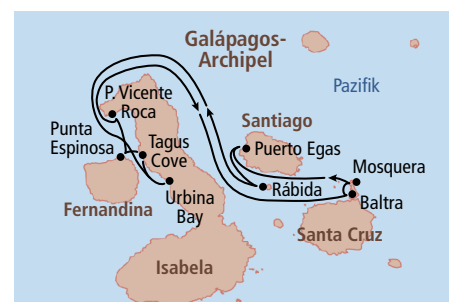 Galápagos-
Archipel
Pazifik
P. Vicente
Roca
Santiago
Punta
Espinosa
Tagus
Cove
Puerto Egas
Mosquera
Rábida
Baltra
Fernandina
Urbina
Bay
Santa Cruz
Isabela